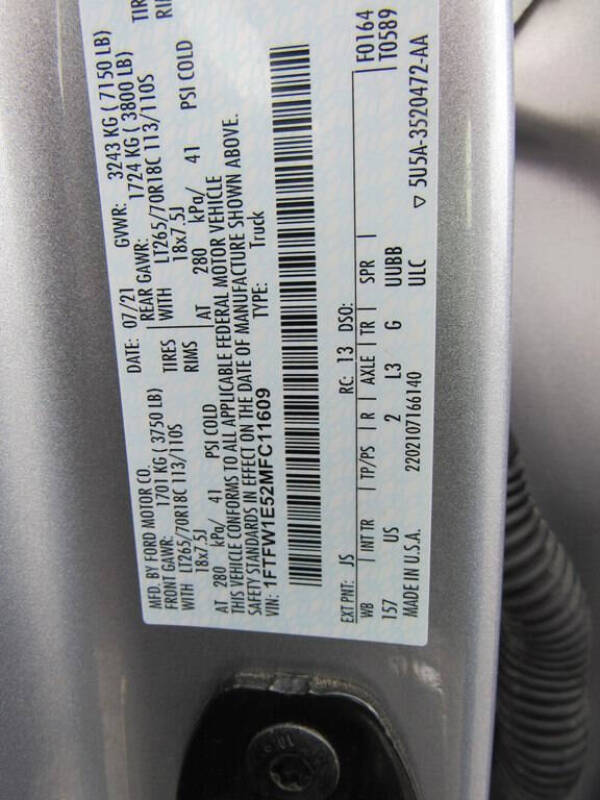 MFD. BY FORD MOTOR CO.
DATE: 07/21 GVWR: 3243 KG ( 7150 LB)
FRONT GAWR: 1701 KG ( 3750 LB) REAR GAWR: 1724 KG ( 3800 LB)
WITH LT265/70R18C 113/110S TIRES WITH LT265/70R18C 113/110S TIR
18x7.5J RIMS 18x7.5J RIM
AT 280 kPa/ 41 PSI COLD AT 280 kPa/ 41 PSI COLD
THIS VEHICLE CONFORMS TO ALL APPLICABLE FEDERAL MOTOR VEHICLE
SAFETY STANDARDS IN EFFECT ON THE DATE OF MANUFACTURE SHOWN ABOVE.
VIN: 1FTFW1E52MFC11609 TYPE: Truck
F0164
T0589
EXT PNT: JS RC: 13 DSO:
WB | INT TR | TP/PS | R | AXLE | TR | SPR |
157 US 2 L3 G UUBB
MADE IN U.S.A. 2202107166140 ULC ▽ 5U5A-3520472-AA
10